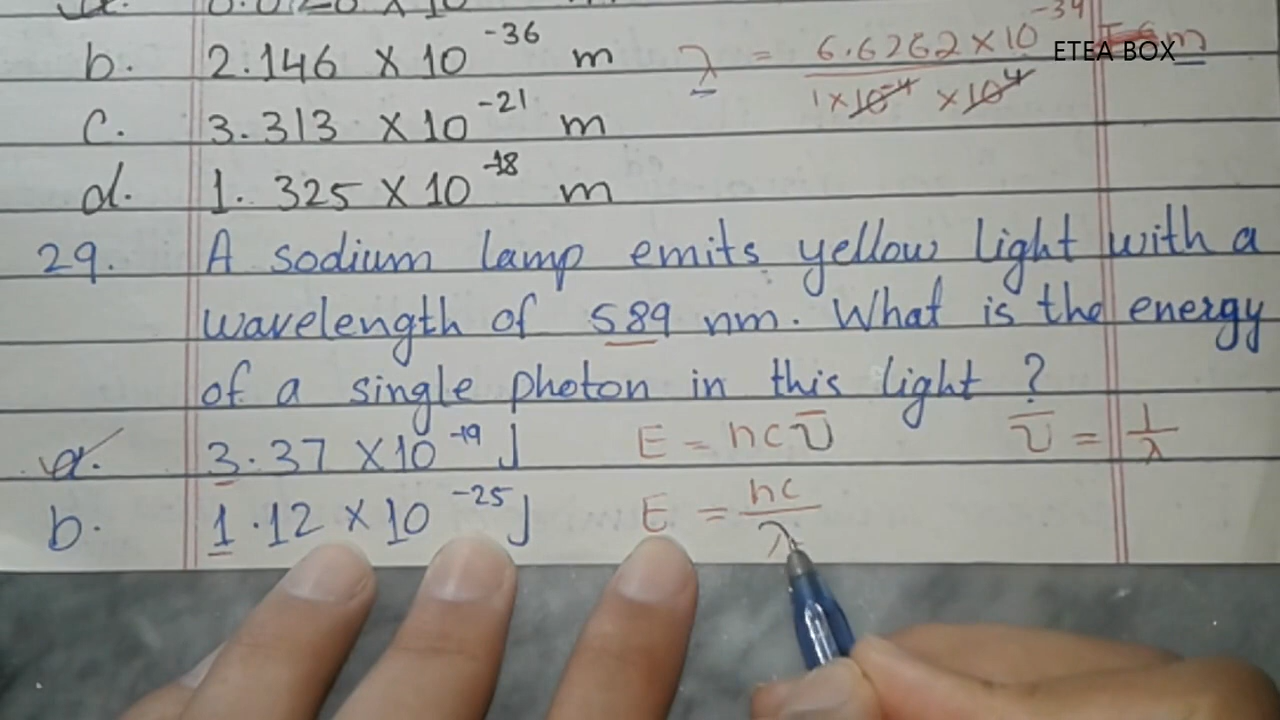 b. 2.146 × 10⁻³⁶ m λ = 6.6262 × 10⁻³⁴ m
1 × 10⁻⁴ × 10⁴
ETEA BOX
c. 3.313 × 10⁻²¹ m
d. 1. 325 × 10⁻¹⁸ m
29. A sodium lamp emits yellow light with a
wavelength of 589 nm. What is the energy
of a single photon in this light ?
a. 3.37 × 10⁻¹⁹ J E = hcῡ ῡ = 1/λ
b. 1.12 × 10⁻²⁵ J E = hc/λ